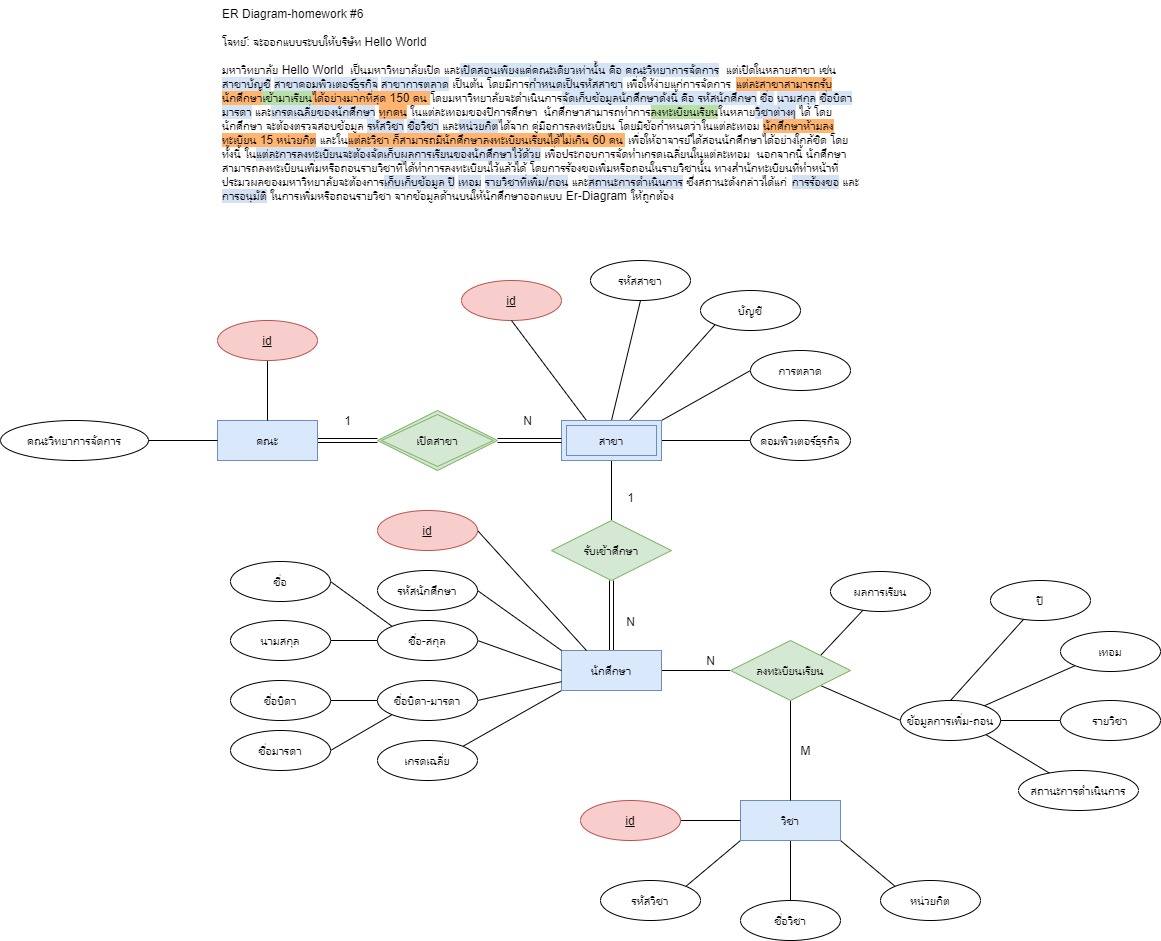 ER Diagram-homework #6
โจทย์: จะออกแบบระบบให้บริษัท Hello World
มหาวิทยาลัย Hello World เป็นมหาวิทยาลัยเปิด และเปิดสอนเพียงแค่คณะเดียวเท่านั้น คือ คณะวิทยาการจัดการ แต่เปิดในหลายสาขา เช่น
สาขาบัญชี สาขาคอมพิวเตอร์ธุรกิจ สาขาการตลาด เป็นต้น โดยมีการกำหนดเป็นรหัสสาขา เพื่อให้ง่ายแก่การจัดการ แต่ละสาขาสามารถรับ
นักศึกษาเข้ามาเรียนได้อย่างมากที่สุด 150 คน โดยมหาวิทยาลัยจะดำเนินการจัดเก็บข้อมูลนักศึกษาดังนี้ คือ รหัสนักศึกษา ชื่อ นามสกุล ชื่อบิดา
มารดา และเกรดเฉลี่ยของนักศึกษา ทุกคน ในแต่ละเทอมของปีการศึกษา นักศึกษาสามารถทำการลงทะเบียนเรียนในหลายวิชาต่างๆ ได้ โดย
นักศึกษา จะต้องตรวจสอบข้อมูล รหัสวิชา ชื่อวิชา และหน่วยกิตได้จาก คู่มือการลงทะเบียน โดยมีข้อกำหนดว่าในแต่ละเทอม นักศึกษาห้ามลง
ทะเบียน 15 หน่วยกิต และในแต่ละวิชา ก็สามารถมีนักศึกษาลงทะเบียนเรียนได้ไม่เกิน 60 คน เพื่อให้อาจารย์ได้สอนนักศึกษาได้อย่างใกล้ชิด โดย
ทั้งนี้ ในแต่ละการลงทะเบียนจะต้องจัดเก็บผลการเรียนของนักศึกษาไว้ด้วย เพื่อประกอบการจัดทำเกรดเฉลี่ยนในแต่ละเทอม นอกจากนี้ นักศึกษา
สามารถลงทะเบียนเพิ่มหรือถอนรายวิชาที่ได้ทำการลงทะเบียนไว้แล้วได้ โดยการร้องขอเพิ่มหรือถอนในรายวิชานั้น ทางสำนักทะเบียนที่ทำหน้าที่
ประมวลผลของมหาวิทยาลัยจะต้องการเก็บเก็บข้อมูล ปี เทอม รายวิชาที่เพิ่ม/ถอน และสถานะการดำเนินการ ซึ่งสถานะดังกล่าวได้แก่ การร้องขอ และ
การอนุมัติ ในการเพิ่มหรือถอนรายวิชา จากข้อมูลด้านบนให้นักศึกษาออกแบบ Er-Diagram ให้ถูกต้อง
รหัสสาขา
id
บัญชี
id
การตลาด
1
N
คณะวิทยาการจัดการ
คณะ
เปิดสาขา
สาขา
คอมพิวเตอร์ธุรกิจ
1
id
รับเข้าศึกษา
ชื่อ
รหัสนักศึกษา
ผลการเรียน
ปี
N
นามสกุล
ชื่อ-สกุล
เทอม
N
นักศึกษา
ลงทะเบียนเรียน
ชื่อบิดา
ชื่อบิดา-มารดา
ข้อมูลการเพิ่ม-ถอน
รายวิชา
ชื่อมารดา
M
เกรดเฉลี่ย
สถานะการดำเนินการ
id
วิชา
รหัสวิชา
หน่วยกิต
ชื่อวิชา